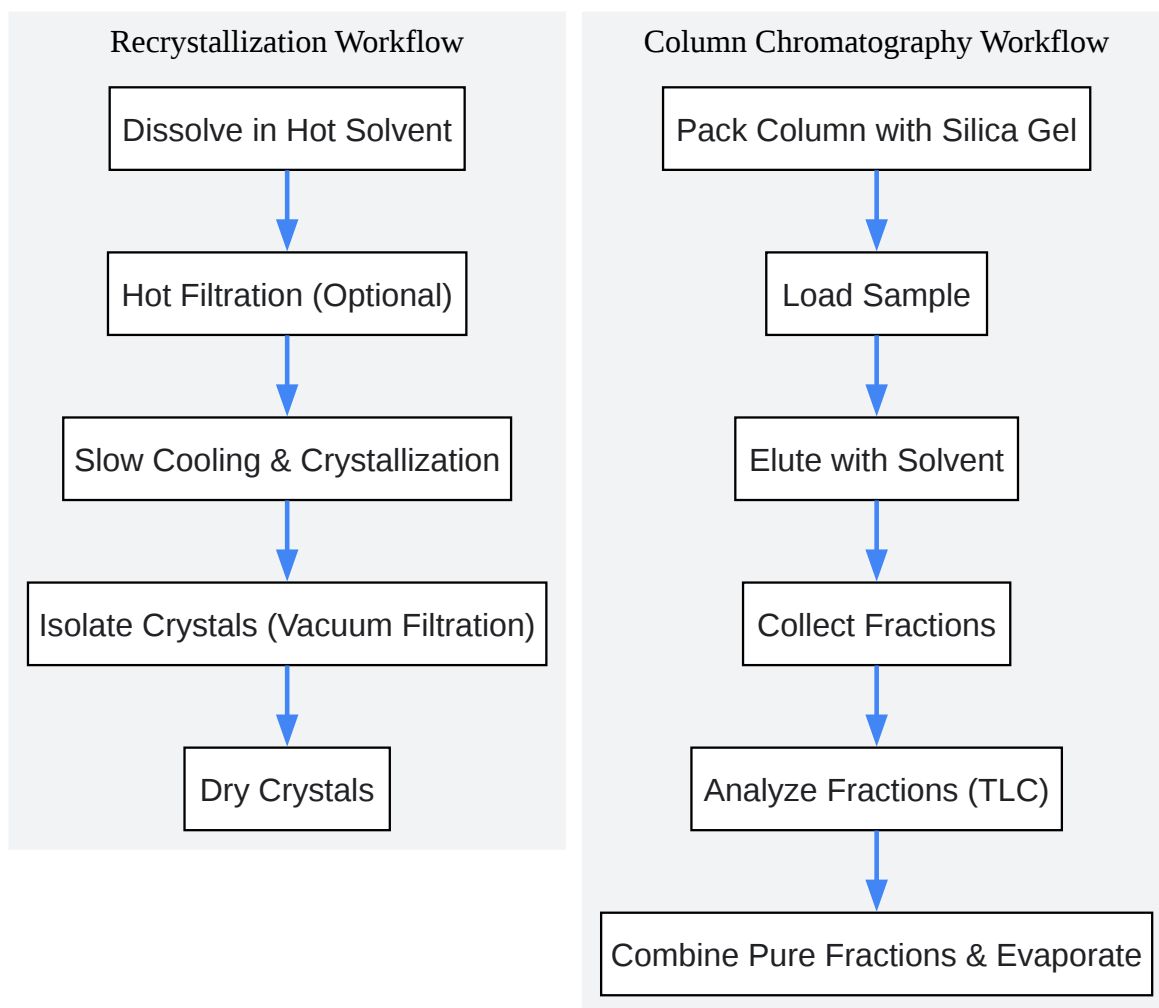 Recrystallization Workflow
Dissolve in Hot Solvent
Hot Filtration (Optional)
Slow Cooling & Crystallization
Isolate Crystals (Vacuum Filtration)
Dry Crystals
Column Chromatography Workflow
Pack Column with Silica Gel
Load Sample
Elute with Solvent
Collect Fractions
Analyze Fractions (TLC)
Combine Pure Fractions & Evaporate